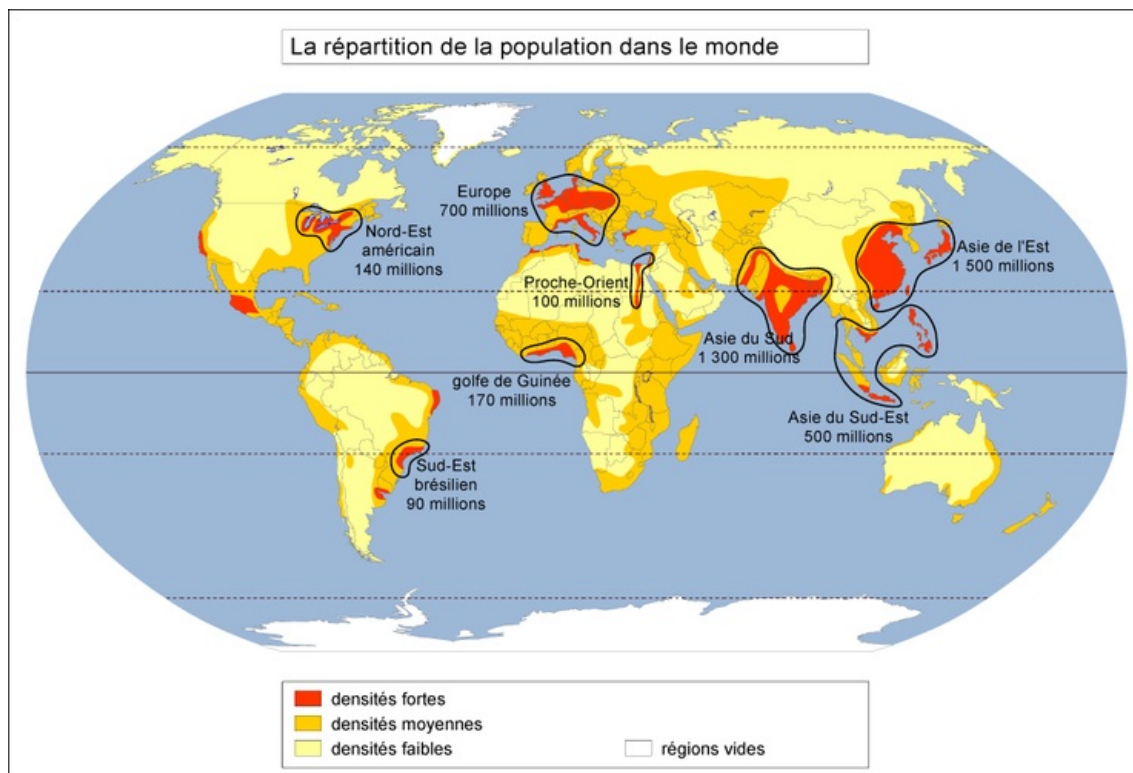 La répartition de la population dans le monde
Europe
700 millions
Nord-Est
américain
140 millions
Asie de l'Est
1 500 millions
Proche-Orient
100 millions
Asie du Sud
1 300 millions
golfe de Guinée
170 millions
Asie du Sud-Est
500 millions
Sud-Est
brésilien
90 millions
densités fortes
densités moyennes
densités faibles
régions vides